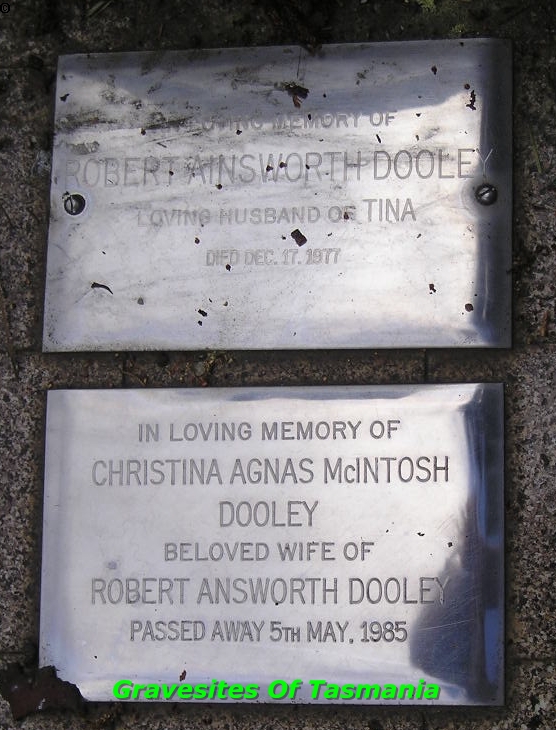 IN LOVING MEMORY OF
ROBERT AINSWORTH DOOLEY
LOVING HUSBAND OF TINA
DIED DEC. 17. 1977
IN LOVING MEMORY OF
CHRISTINA AGNAS McINTOSH
DOOLEY
BELOVED WIFE OF
ROBERT ANSWORTH DOOLEY
PASSED AWAY 5TH MAY, 1985
Gravesites Of Tasmania